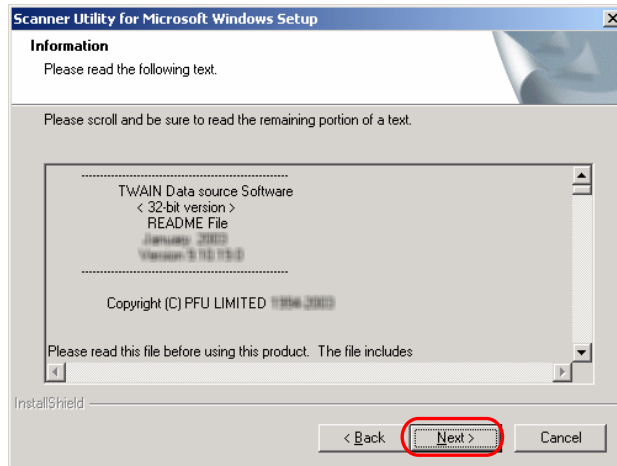 Scanner Utility for Microsoft Windows Setup
Information
Please read the following text.
Please scroll and be sure to read the remaining portion of a text.
----------------------------------------------------
TWAIN Data source Software
< 32-bit version >
README File
----------------------------------------------------
Copyright (C) PFU LIMITED
Please read this file before using this product. The file includes
InstallShield
< Back Next > Cancel